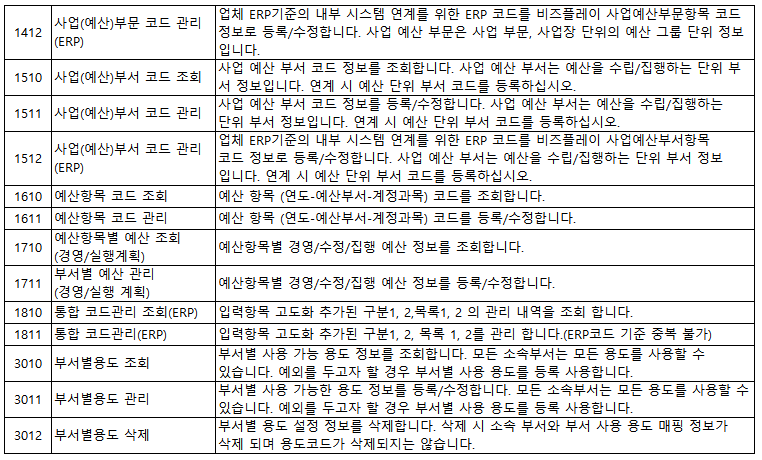 1412
사업(예산)부문 코드 관리
(ERP)
업체 ERP기준의 내부 시스템 연계를 위한 ERP 코드를 비즈플레이 사업예산부문항목 코드
정보로 등록/수정합니다. 사업 예산 부문은 사업 부문, 사업장 단위의 예산 그룹 단위 정보
입니다.
1510
사업(예산)부서 코드 조회
사업 예산 부서 코드 정보를 조회합니다. 사업 예산 부서는 예산을 수립/집행하는 단위 부
서 정보입니다. 연계 시 예산 단위 부서 코드를 등록하십시오.
1511
사업(예산)부서 코드 관리
사업 예산 부서 코드 정보를 등록/수정합니다. 사업 예산 부서는 예산을 수립/집행하는
단위 부서 정보입니다. 연계 시 예산 단위 부서 코드를 등록하십시오.
1512
사업(예산)부서 코드 관리
(ERP)
업체 ERP기준의 내부 시스템 연계를 위한 ERP 코드를 비즈플레이 사업예산부서항목
코드 정보로 등록/수정합니다. 사업 예산 부서는 예산을 수립/집행하는 단위 부서 정보
입니다. 연계 시 예산 단위 부서 코드를 등록하십시오.
1610
예산항목 코드 조회
예산 항목 (연도-예산부서-계정과목) 코드를 조회합니다.
1611
예산항목 코드 관리
예산 항목 (연도-예산부서-계정과목) 코드를 등록/수정합니다.
1710
예산항목별 예산 조회
(경영/실행계획)
예산항목별 경영/수정/집행 예산 정보를 조회합니다.
1711
부서별 예산 관리
(경영/실행 계획)
예산항목별 경영/수정/집행 예산 정보를 등록/수정합니다.
1810
통합 코드관리 조회(ERP)
입력항목 고도화 추가된 구분1, 2,목록1, 2 의 관리 내역을 조회 합니다.
1811
통합 코드관리(ERP)
입력항목 고도화 추가된 구분1, 2, 목록 1, 2를 관리 합니다.(ERP코드 기준 중복 불가)
3010
부서별용도 조회
부서별 사용 가능 용도 정보를 조회합니다. 모든 소속부서는 모든 용도를 사용할 수
있습니다. 예외를 두고자 할 경우 부서별 사용 용도를 등록 사용합니다.
3011
부서별용도 관리
부서별 사용 가능한 용도 정보를 등록/수정합니다. 모든 소속부서는 모든 용도를 사용할 수
있습니다. 예외를 두고자 할 경우 부서별 사용 용도를 등록 사용합니다.
3012
부서별용도 삭제
부서별 용도 설정 정보를 삭제합니다. 삭제 시 소속 부서와 부서 사용 용도 매핑 정보가
삭제 되며 용도코드가 삭제되지는 않습니다.